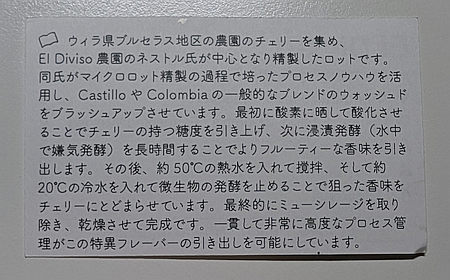 ウィラ県ブルセラス地区の農園のチェリーを集め、
El Diviso 農園のネストル氏が中心となり精製したロットです。
同氏がマイクロロット精製の過程で培ったプロセスノウハウを活
用し、Castillo や Colombia の一般的なブレンドのウォッシュド
をブラッシュアップさせています。最初に酸素に晒して酸化させ
ることでチェリーの持つ糖度を引き上げ、次に浸漬発酵（水中
で嫌気発酵）を長時間することでよりフルーティーな香味を引き
出します。その後、約 50℃の熱水を入れて撹拌、そして約
20℃の冷水を入れて微生物の発酵を止めることで狙った香味を
チェリーにとどまらせています。最終的にミューシレージを取り
除き、乾燥させて完成です。一貫して非常に高度なプロセス管
理がこの特異フレーバーの引き出しを可能にしています。